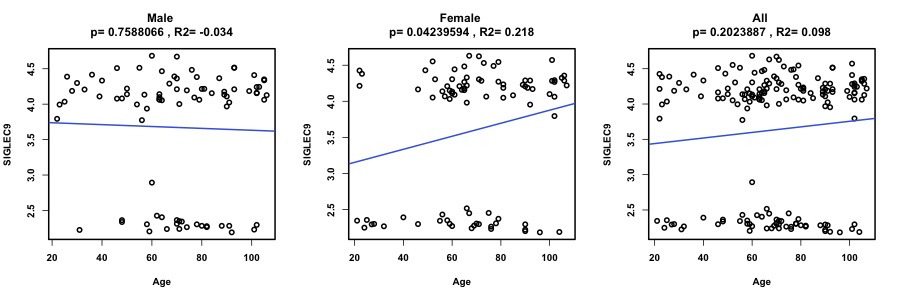 Male
p= 0.7588066 , R2= -0.034
SIGLEC9
4.5
4.0
3.5
3.0
2.5
20 40 60 80 100
Age
Female
p= 0.04239594 , R2= 0.218
SIGLEC9
4.5
4.0
3.5
3.0
2.5
20 40 60 80 100
Age
All
p= 0.2023887 , R2= 0.098
SIGLEC9
4.5
4.0
3.5
3.0
2.5
20 40 60 80 100
Age